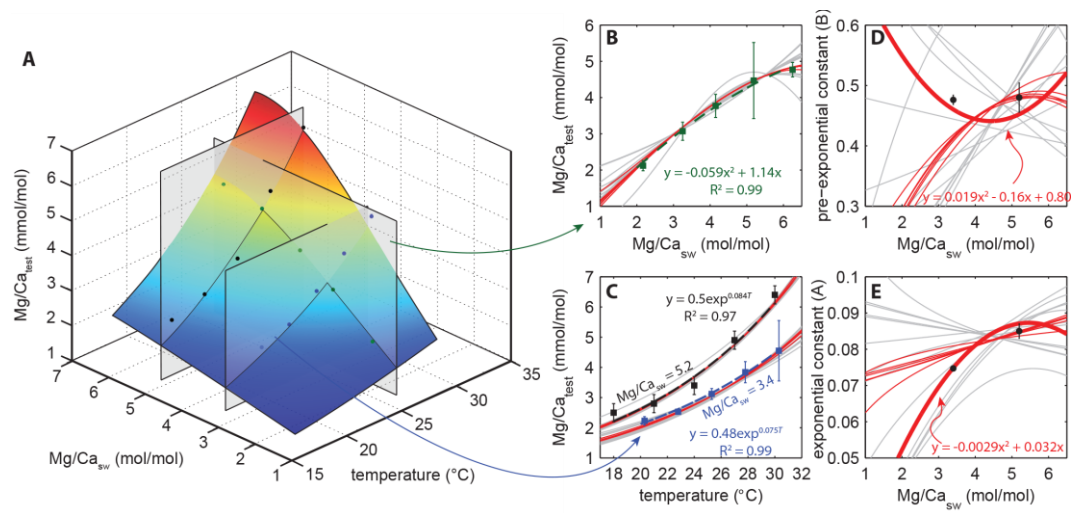 A
Mg/Ca_test (mmol/mol)
7
6
5
4
3
2
1
7
6
5
4
3
2
1
Mg/Ca_sw (mol/mol)
15
20
25
30
35
temperature (°C)
B
Mg/Ca_test (mmol/mol)
6
5
4
3
2
1
y = -0.059x² + 1.14x
R² = 0.99
1 2 3 4 5 6
Mg/Ca_sw (mol/mol)
C
Mg/Ca_test (mmol/mol)
7
6
5
4
3
2
1
y = 0.5exp^0.084T
R² = 0.97
Mg/Ca_sw = 5.2
Mg/Ca_sw = 3.4
y = 0.48exp^0.075T
R² = 0.99
18 20 22 24 26 28 30 32
temperature (°C)
D
pre-exponential constant (B)
0.6
0.5
0.4
0.3
y = 0.019x² - 0.16x + 0.80
1 2 3 4 5 6
Mg/Ca_sw (mol/mol)
E
exponential constant (A)
0.1
0.09
0.08
0.07
0.06
0.05
y = -0.0029x² + 0.032x
1 2 3 4 5 6
Mg/Ca_sw (mol/mol)